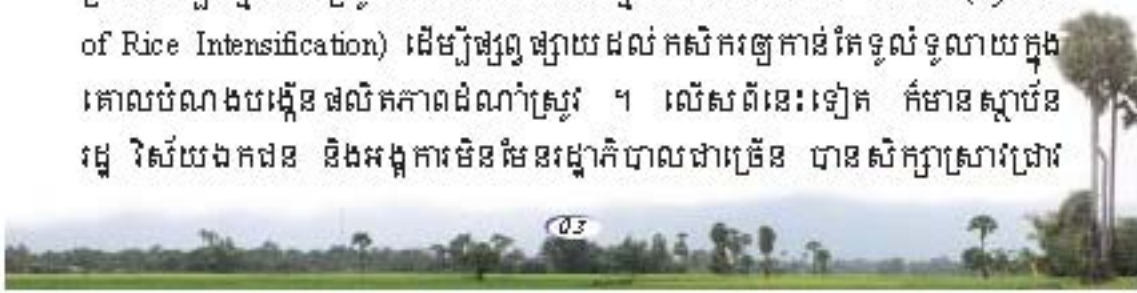 of Rice Intensification) ដើម្បីផ្សព្វផ្សាយដល់កសិករឲ្យកាន់តែទូលំទូលាយក្នុង
គោលបំណងបង្កើនផលិតភាពដំណាំស្រូវ ។ លើសពីនេះទៀត ក៏មានស្ថាប័ន
រដ្ឋ វិស័យឯកជន និងអង្គការមិនមែនរដ្ឋាភិបាលជាច្រើន បានសិក្សាស្រាវជ្រាវ
03